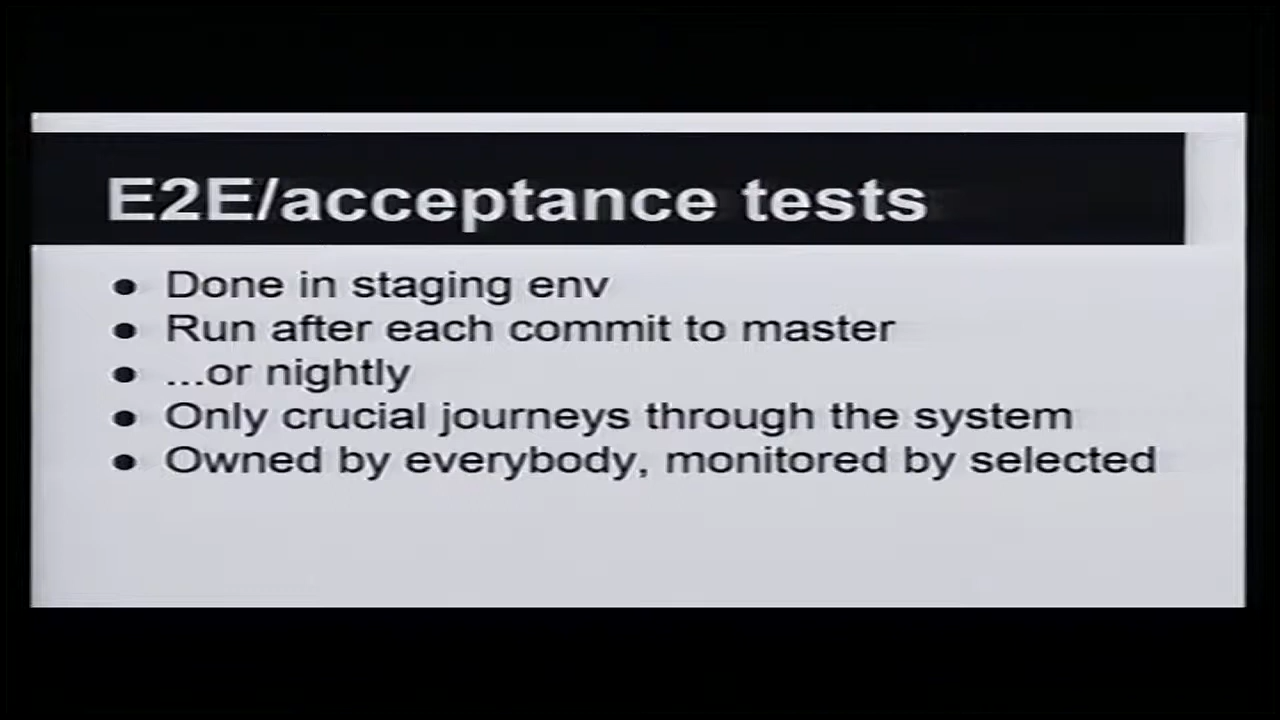 E2E/acceptance tests
● Done in staging env
● Run after each commit to master
● ...or nightly
● Only crucial journeys through the system
● Owned by everybody, monitored by selected